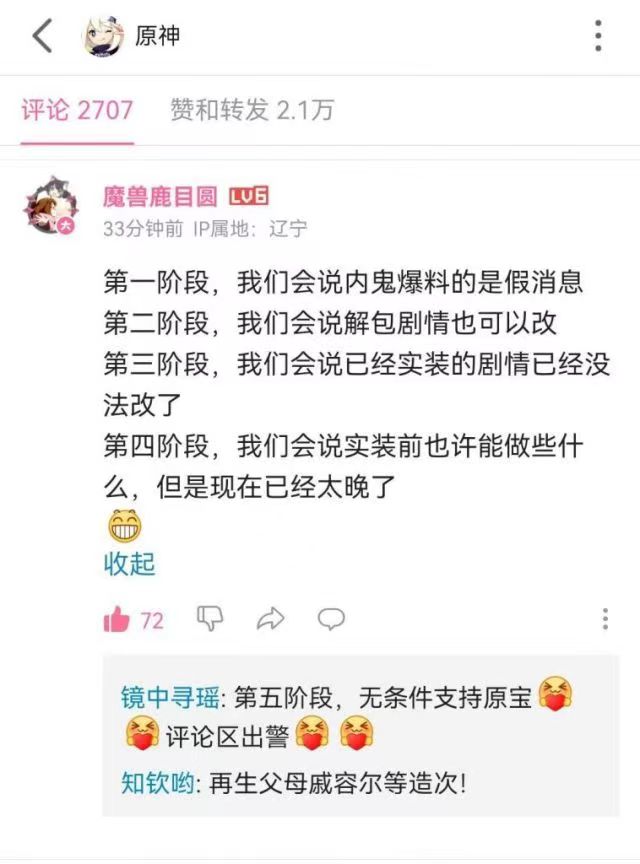 原神
评论 2707 赞和转发 2.1万
魔兽鹿目圆 LV6
大
33分钟前 IP属地：辽宁
第一阶段，我们会说内鬼爆料的是假消息
第二阶段，我们会说解包剧情也可以改
第三阶段，我们会说已经实装的剧情已经没
法改了
第四阶段，我们会说实装前也许能做些什
么，但是现在已经太晚了
收起
72
镜中寻瑶: 第五阶段，无条件支持原宝
评论区出警
知钦哟: 再生父母戚容尔等造次！